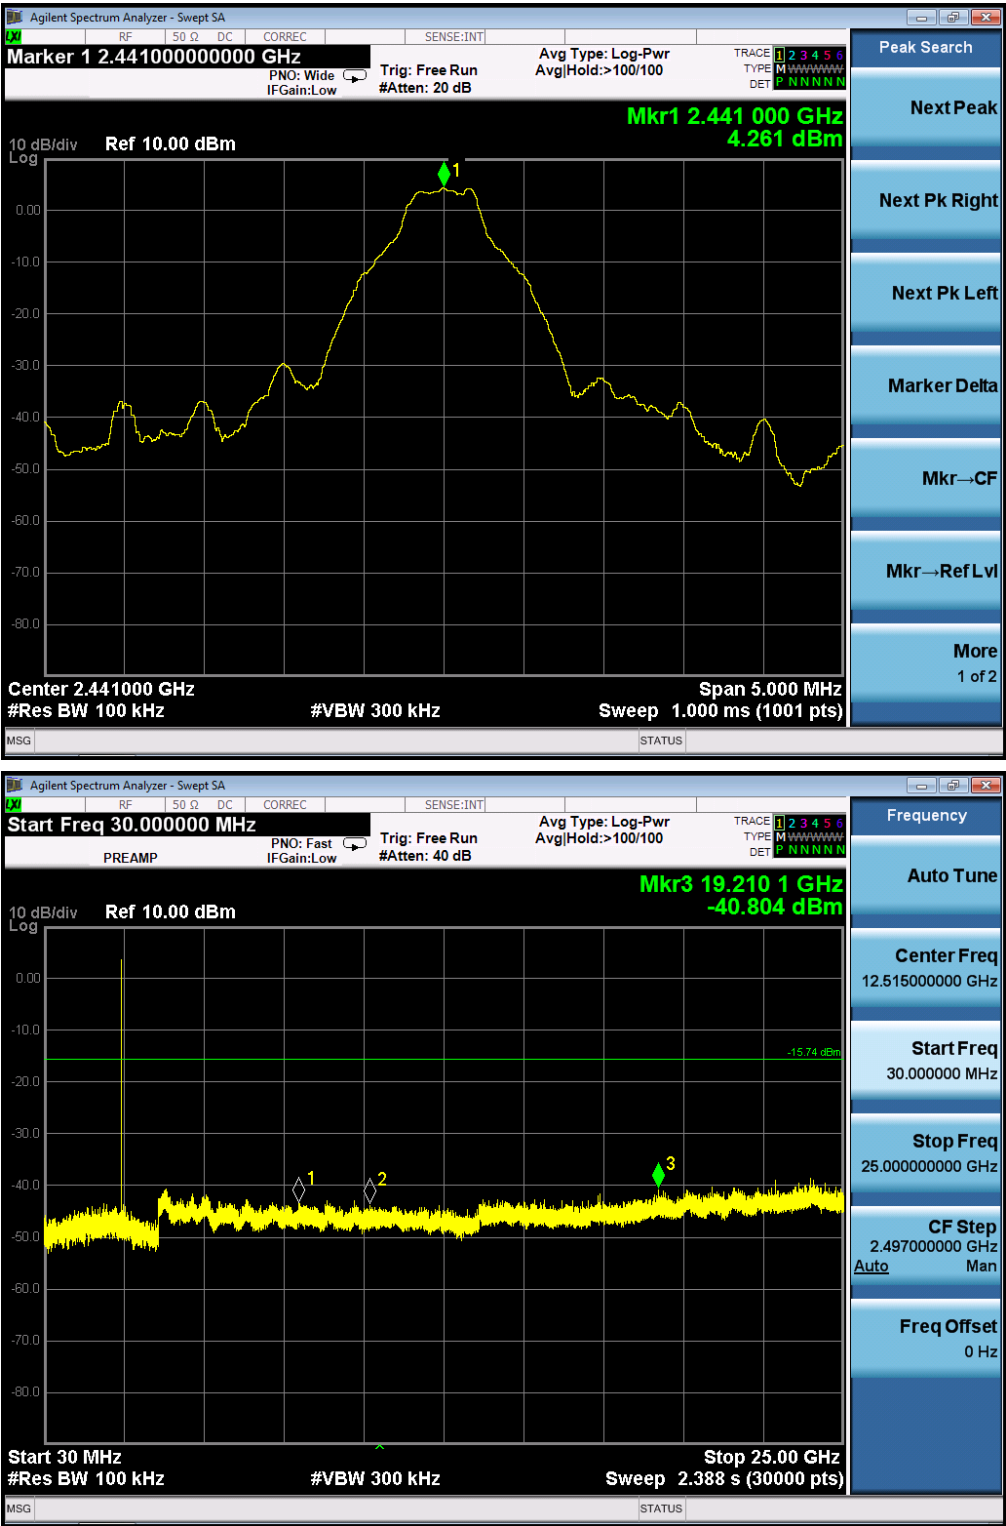 Agilent Spectrum Analyzer - Swept SA
LXI RF 50 Ω DC CORREC SENSE:INT
Marker 1 2.441000000000 GHz
PNO: Wide
IFGain:Low
Trig: Free Run
#Atten: 20 dB
Avg Type: Log-Pwr
Avg|Hold:>100/100
TRACE 1 2 3 4 5 6
TYPE M WWWWW
DET P N N N N N
Mkr1 2.441 000 GHz
4.261 dBm
10 dB/div Ref 10.00 dBm
Log
1
0.00
-10.0
-20.0
-30.0
-40.0
-50.0
-60.0
-70.0
-80.0
Center 2.441000 GHz Span 5.000 MHz
#Res BW 100 kHz #VBW 300 kHz Sweep 1.000 ms (1001 pts)
MSG STATUS
Peak Search
Next Peak
Next Pk Right
Next Pk Left
Marker Delta
Mkr→CF
Mkr→Ref Lvl
More
1 of 2
Agilent Spectrum Analyzer - Swept SA
LXI RF 50 Ω DC CORREC SENSE:INT
Start Freq 30.000000 MHz
PREAMP
PNO: Fast
IFGain:Low
Trig: Free Run
#Atten: 40 dB
Avg Type: Log-Pwr
Avg|Hold:>100/100
TRACE 1 2 3 4 5 6
TYPE M WWWWW
DET P N N N N N
Mkr3 19.210 1 GHz
-40.804 dBm
10 dB/div Ref 10.00 dBm
Log
0.00
-10.0
-15.74 dBm
-20.0
-30.0
1 2 3
-40.0
-50.0
-60.0
-70.0
-80.0
Start 30 MHz Stop 25.00 GHz
#Res BW 100 kHz #VBW 300 kHz Sweep 2.388 s (30000 pts)
MSG STATUS
Frequency
Auto Tune
Center Freq
12.515000000 GHz
Start Freq
30.000000 MHz
Stop Freq
25.000000000 GHz
CF Step
2.497000000 GHz
Auto Man
Freq Offset
0 Hz